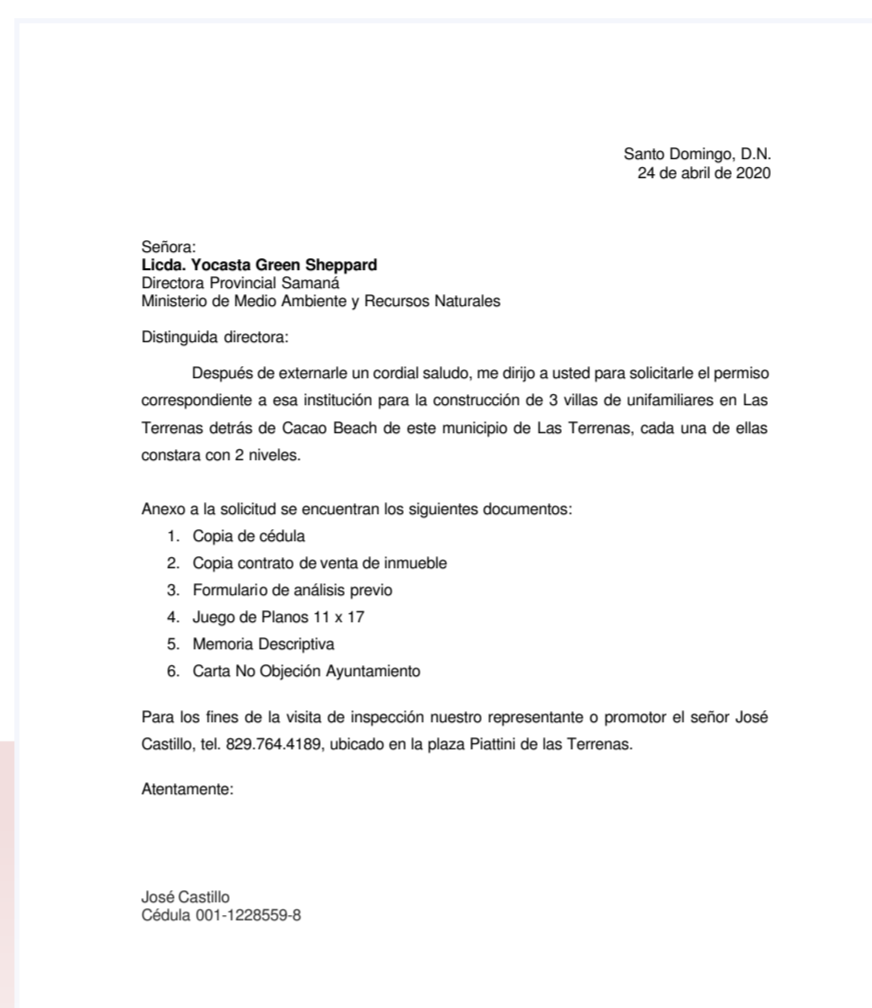 Santo Domingo, D.N.
24 de abril de 2020
Señora:
Licda. Yocasta Green Sheppard
Directora Provincial Samaná
Ministerio de Medio Ambiente y Recursos Naturales
Distinguida directora:
Después de externarle un cordial saludo, me dirijo a usted para solicitarle el permiso
correspondiente a esa institución para la construcción de 3 villas de unifamiliares en Las
Terrenas detrás de Cacao Beach de este municipio de Las Terrenas, cada una de ellas
constara con 2 niveles.
Anexo a la solicitud se encuentran los siguientes documentos:
1. Copia de cédula
2. Copia contrato de venta de inmueble
3. Formulario de análisis previo
4. Juego de Planos 11 x 17
5. Memoria Descriptiva
6. Carta No Objeción Ayuntamiento
Para los fines de la visita de inspección nuestro representante o promotor el señor José
Castillo, tel. 829.764.4189, ubicado en la plaza Piattini de las Terrenas.
Atentamente:
José Castillo
Cédula 001-1228559-8